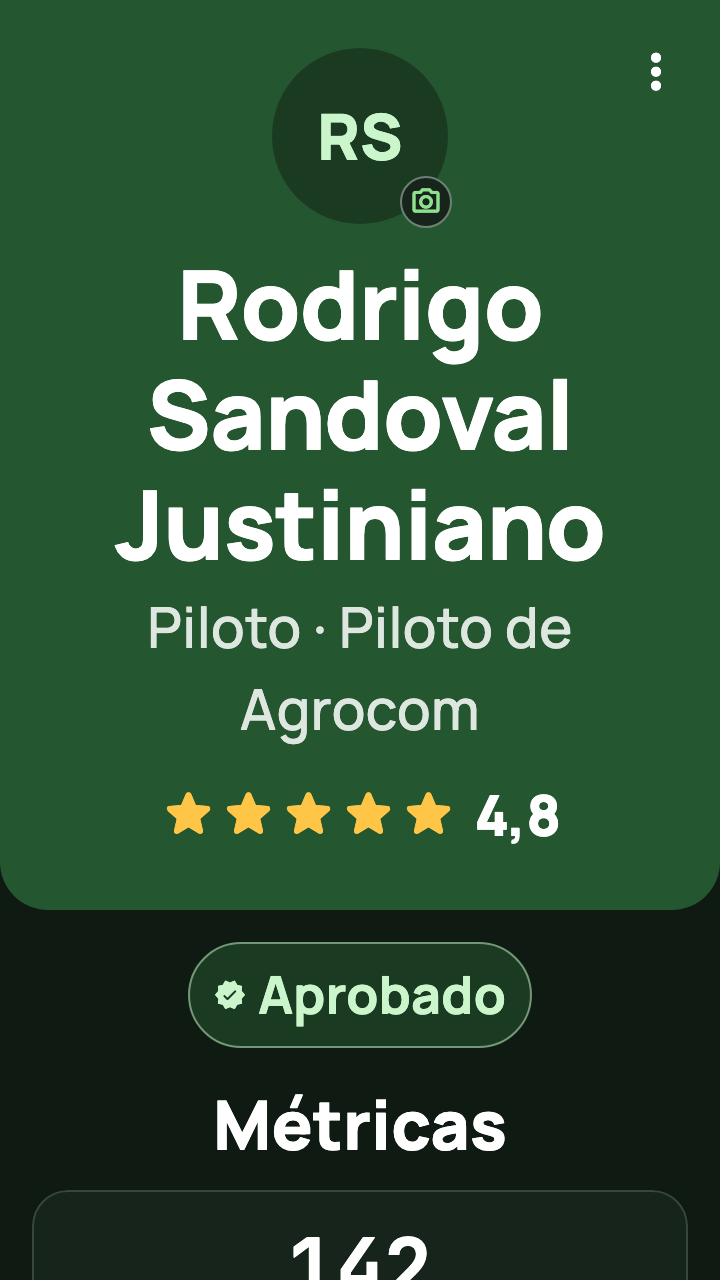 RS
Rodrigo
Sandoval
Justiniano
Piloto · Piloto de
Agrocom
4,8
Aprobado
Métricas
142